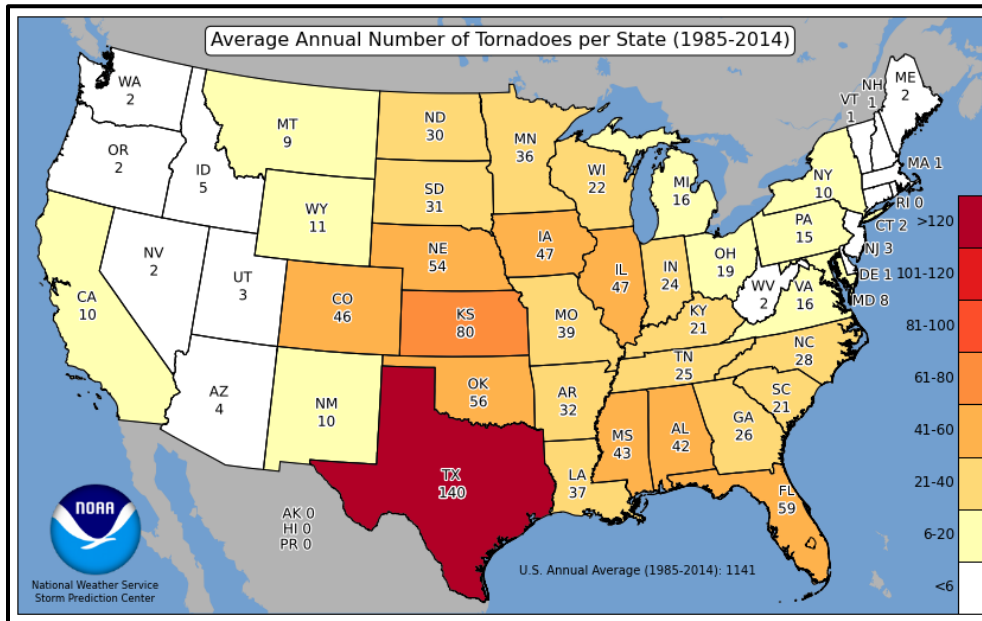 Average Annual Number of Tornadoes per State (1985-2014)
WA
2
OR
2
ID
5
MT
9
ND
30
MN
36
WI
22
MI
16
NY
10
VT
1
NH
1
ME
2
MA 1
RI 0
CT 2
NJ 3
DE 1
MD 8
PA
15
OH
19
WV
2
VA
16
SD
31
WY
11
NE
54
IA
47
IL
47
IN
24
KY
21
NV
2
UT
3
CA
10
CO
46
KS
80
MO
39
TN
25
NC
28
SC
21
AZ
4
NM
10
OK
56
AR
32
MS
43
AL
42
GA
26
TX
140
LA
37
FL
59
AK 0
HI 0
PR 0
>120
101-120
81-100
61-80
41-60
21-40
6-20
<6
NOAA
National Weather Service
Storm Prediction Center
U.S. Annual Average (1985-2014): 1141